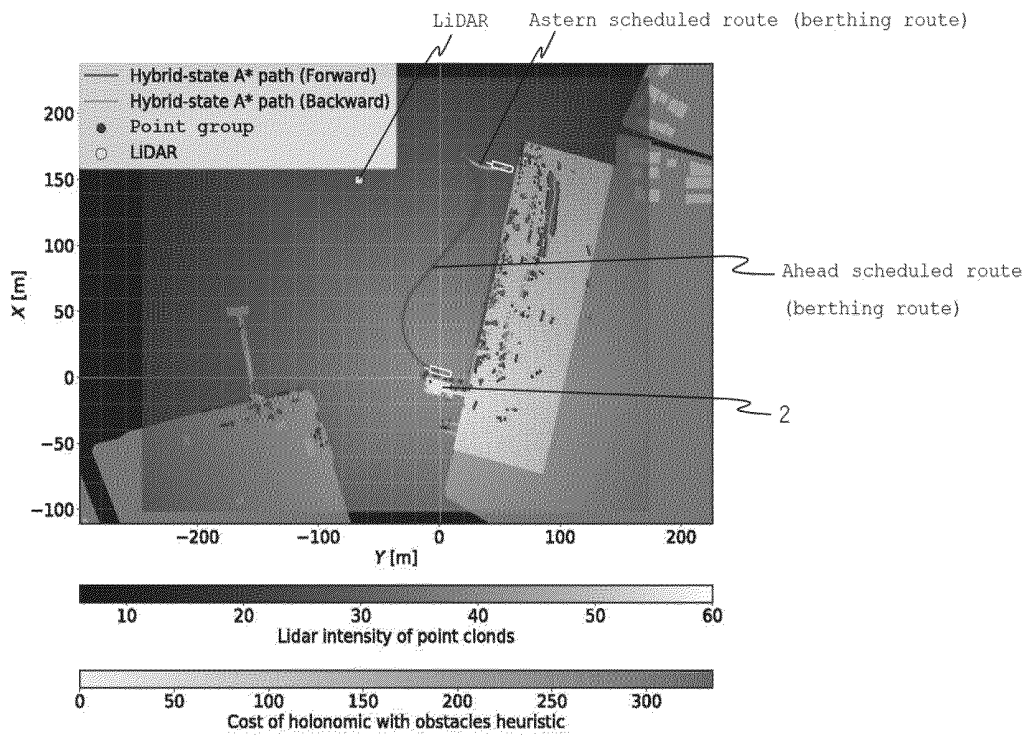 LiDAR
Astern scheduled route (berthing route)
Hybrid-state A* path (Forward)
Hybrid-state A* path (Backward)
Point group
LiDAR
200
150
100
50
0
−50
−100
X [m]
Ahead scheduled route
(berthing route)
2
−200
−100
0
100
200
Y [m]
10
20
30
40
50
60
Lidar intensity of point clonds
0
50
100
150
200
250
300
Cost of holonomic with obstacles heuristic